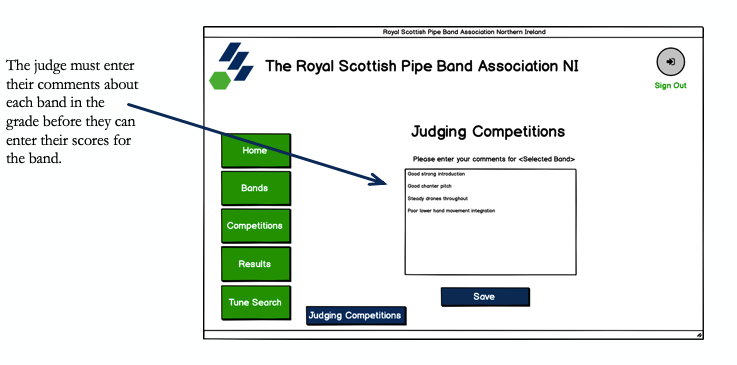 Royal Scottish Pipe Band Association Northern Ireland
The Royal Scottish Pipe Band Association NI
Sign Out
The judge must enter
their comments about
each band in the
grade before they can
enter their scores for
the band.
Judging Competitions
Please enter your comments for <Selected Band>
Good strong introduction
Good chanter pitch
Steady drones throughout
Poor lower hand movement integration
Save
Home
Bands
Competitions
Results
Tune Search
Judging Competitions